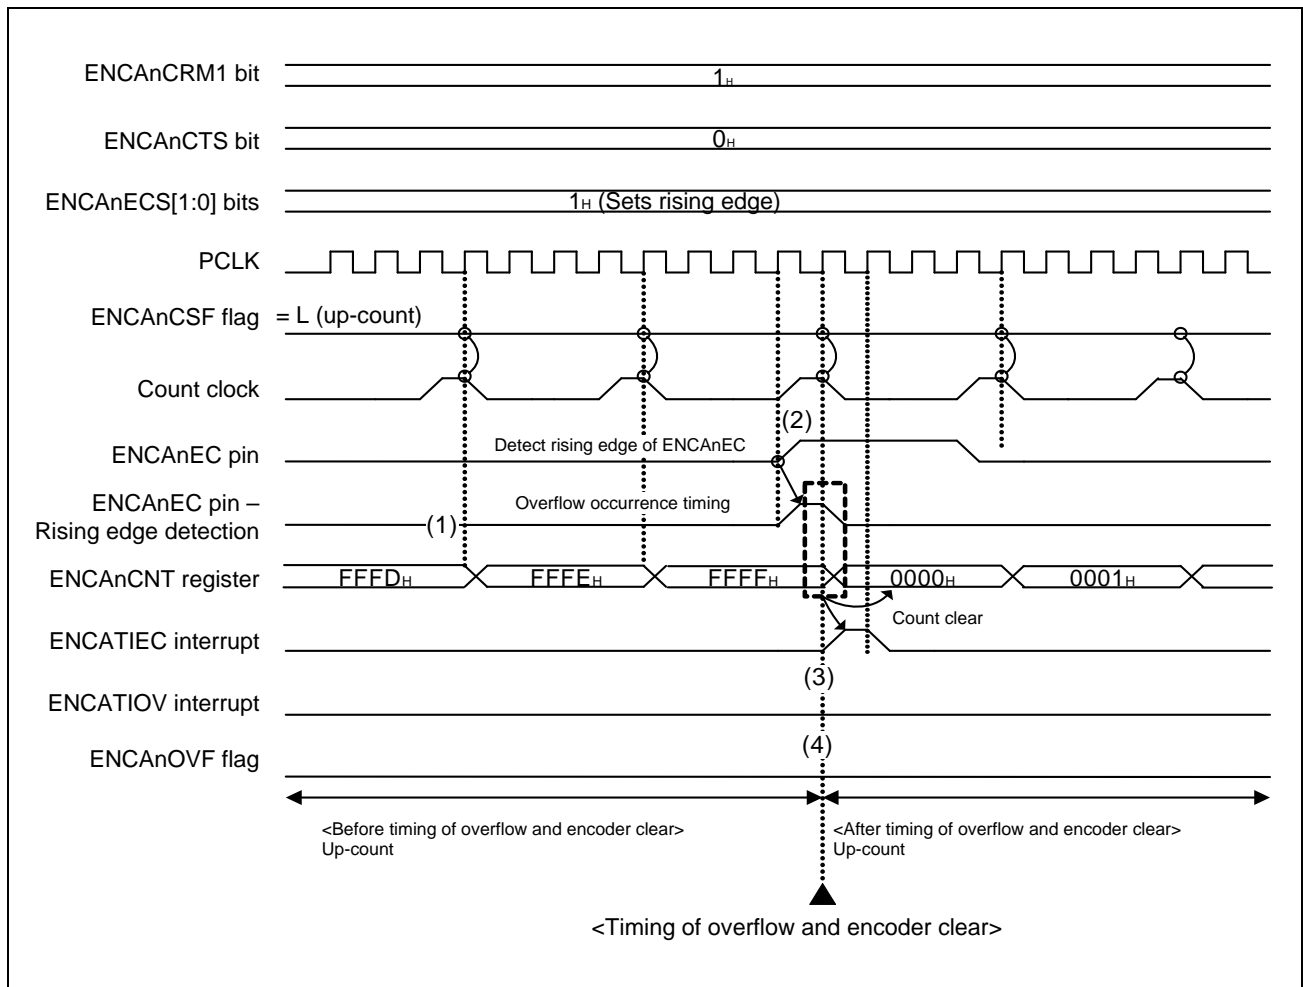 ENCAnCRM1 bit
1H
ENCAnCTS bit
0H
ENCAnECS[1:0] bits
1H (Sets rising edge)
PCLK
ENCAnCSF flag
= L (up-count)
Count clock
(2)
ENCAnEC pin
Detect rising edge of ENCAnEC
ENCAnEC pin –
Rising edge detection
(1)
Overflow occurrence timing
ENCAnCNT register
FFFDH
FFFEH
FFFFH
0000H
0001H
Count clear
ENCATIEC interrupt
(3)
ENCATIOV interrupt
(4)
ENCAnOVF flag
<Before timing of overflow and encoder clear>
Up-count
<After timing of overflow and encoder clear>
Up-count
<Timing of overflow and encoder clear>